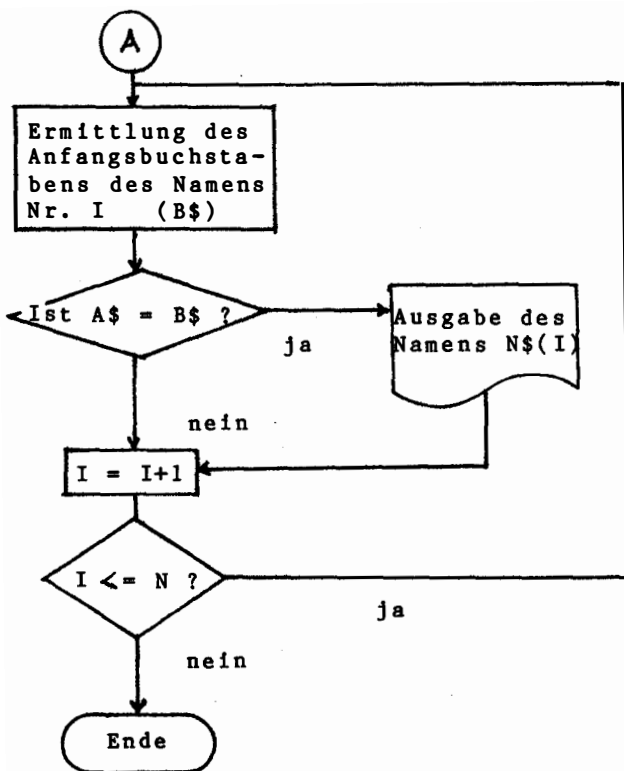 A
Ermittlung des
Anfangsbuchsta-
bens des Namens
Nr. I (B$)
Ist A$ = B$ ?
ja
Ausgabe des
Namens N$(I)
nein
I = I+1
I <= N ?
ja
nein
Ende